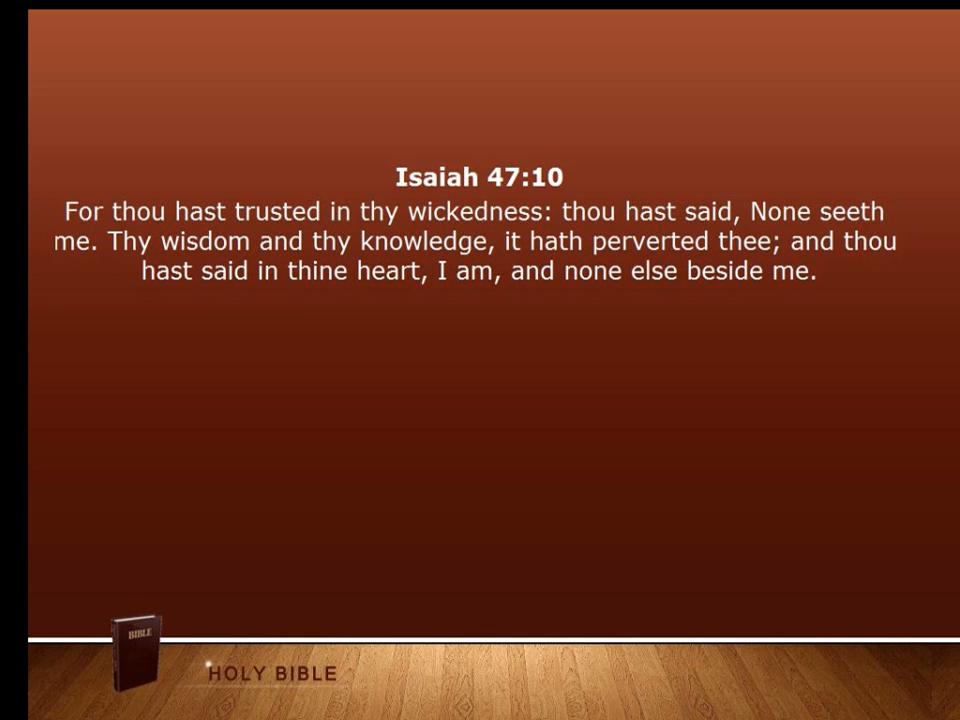 Isaiah 47:10
For thou hast trusted in thy wickedness: thou hast said, None seeth
me. Thy wisdom and thy knowledge, it hath perverted thee; and thou
hast said in thine heart, I am, and none else beside me.
BIBLE
HOLY BIBLE